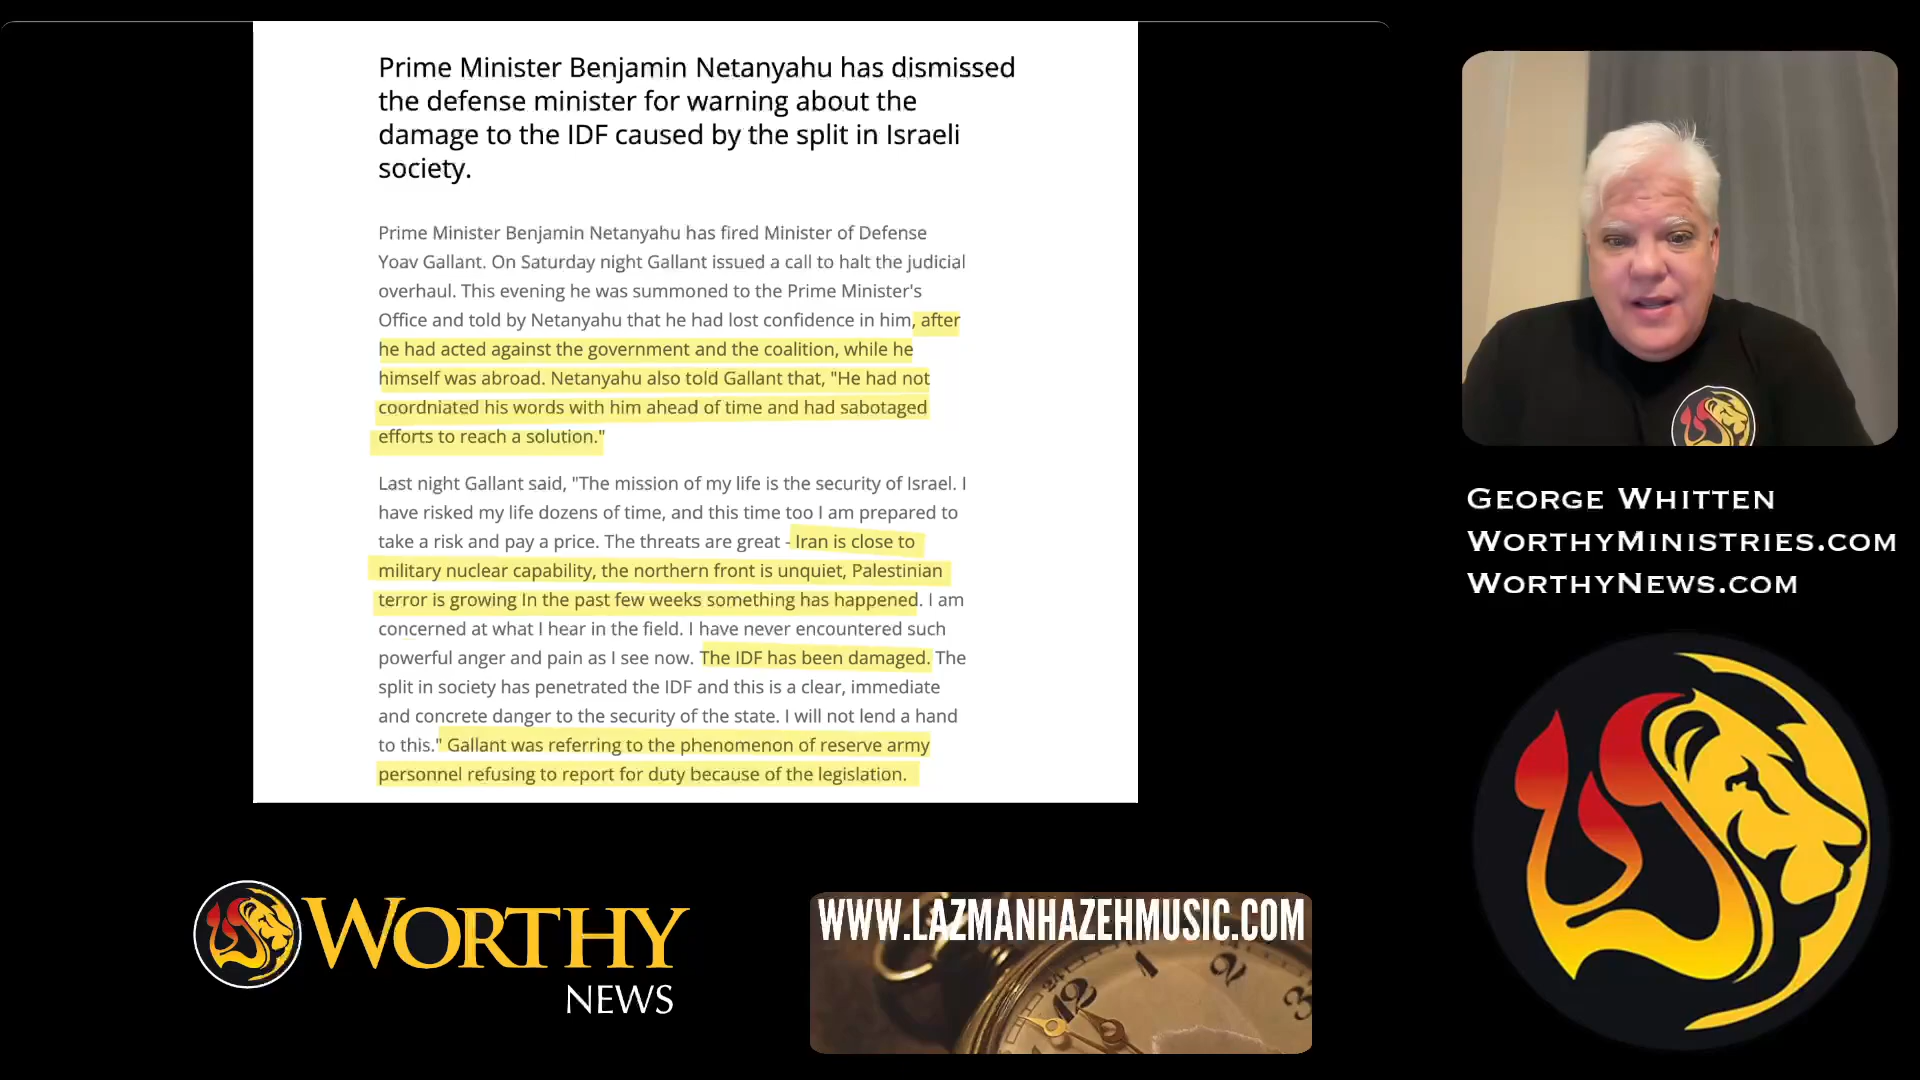 Prime Minister Benjamin Netanyahu has dismissed
the defense minister for warning about the
damage to the IDF caused by the split in Israeli
society.
Prime Minister Benjamin Netanyahu has fired Minister of Defense
Yoav Gallant. On Saturday night Gallant issued a call to halt the judicial
overhaul. This evening he was summoned to the Prime Minister's
Office and told by Netanyahu that he had lost confidence in him, after
he had acted against the government and the coalition, while he
himself was abroad. Netanyahu also told Gallant that, "He had not
coordniated his words with him ahead of time and had sabotaged
efforts to reach a solution."
Last night Gallant said, "The mission of my life is the security of Israel. I
have risked my life dozens of time, and this time too I am prepared to
take a risk and pay a price. The threats are great - Iran is close to
military nuclear capability, the northern front is unquiet, Palestinian
terror is growing In the past few weeks something has happened. I am
concerned at what I hear in the field. I have never encountered such
powerful anger and pain as I see now. The IDF has been damaged. The
split in society has penetrated the IDF and this is a clear, immediate
and concrete danger to the security of the state. I will not lend a hand
to this." Gallant was referring to the phenomenon of reserve army
personnel refusing to report for duty because of the legislation.
George Whitten
WorthyMinistries.com
WorthyNews.com
WORTHY
NEWS
WWW.LAZMANHAZEHMUSIC.COM
24
12
1
2
3